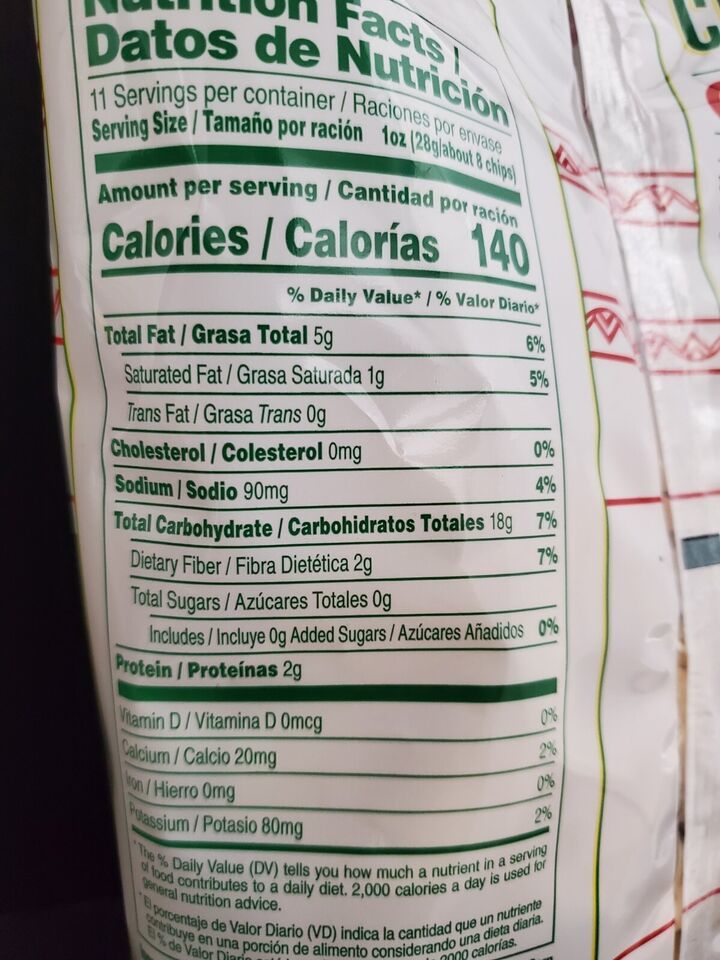 Nutrition Facts /
Datos de Nutrición
11 Servings per container / Raciones por envase
Serving Size / Tamaño por ración 1oz (28g/about 8 chips)
Amount per serving / Cantidad por ración
Calories / Calorías 140
% Daily Value* / % Valor Diario*
Total Fat / Grasa Total 5g 6%
Saturated Fat / Grasa Saturada 1g 5%
Trans Fat / Grasa Trans 0g
Cholesterol / Colesterol 0mg 0%
Sodium / Sodio 90mg 4%
Total Carbohydrate / Carbohidratos Totales 18g 7%
Dietary Fiber / Fibra Dietética 2g 7%
Total Sugars / Azúcares Totales 0g
Includes / Incluye 0g Added Sugars / Azúcares Añadidos 0%
Protein / Proteínas 2g
Vitamin D / Vitamina D 0mcg 0%
Calcium / Calcio 20mg 2%
Iron / Hierro 0mg 0%
Potassium / Potasio 80mg 2%
*The % Daily Value (DV) tells you how much a nutrient in a serving
of food contributes to a daily diet. 2,000 calories a day is used for
general nutrition advice.
*El porcentaje de Valor Diario (VD) indica la cantidad que un nutriente
contribuye en una porción de alimento considerando una dieta diaria.
El % de Valor Diario 2000 calorías.